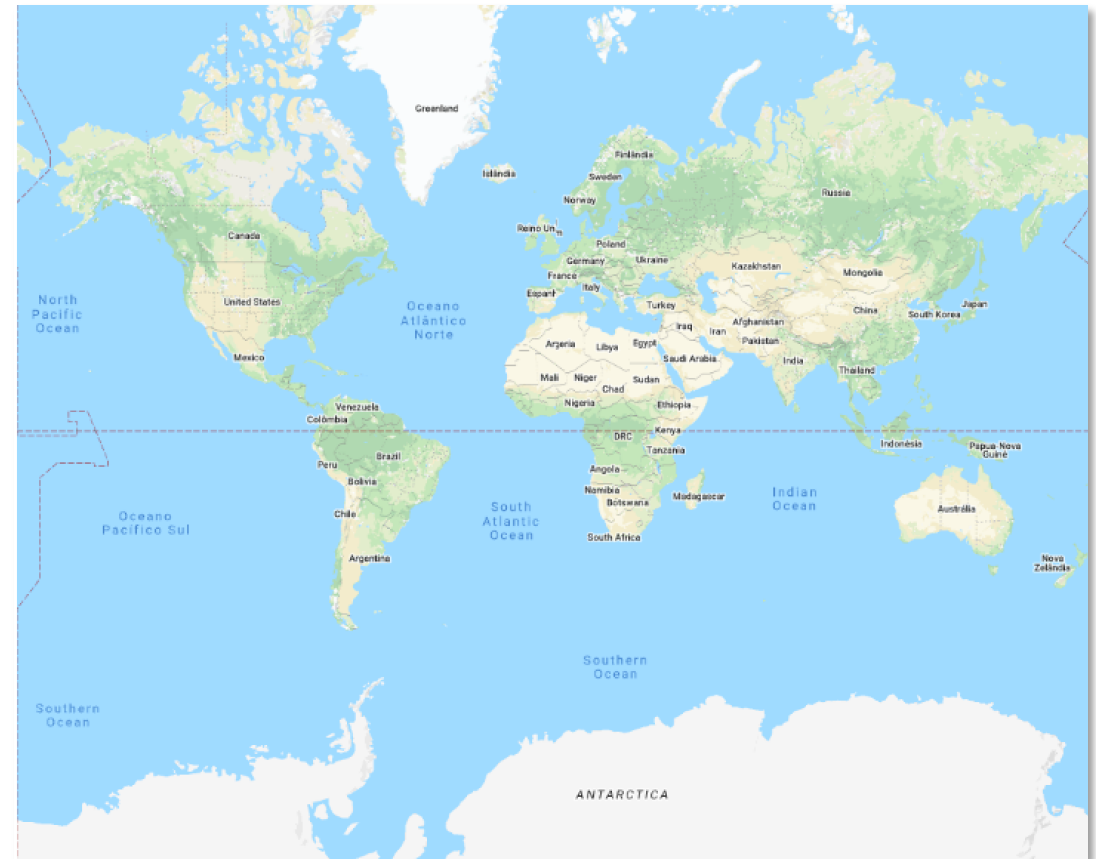 Greenland
Islândia
Finlândia
Sweden
Norway
Russia
Reino Un
Canada
Poland
Germany
Ukraine
France
Italy
Kazakhstan
Mongolia
Espanh
Turkey
United States
North
Pacific
Ocean
Oceano
Atlântico
Norte
Iraq
Iran
Afghanistan
Pakistan
China
South Korea
Japan
Argeria
Libya
Egypt
Saudi Arabia
India
Mexico
Mali
Niger
Chad
Sudan
Thailand
Nigeria
Ethiopia
Venezuela
Colômbia
DRC
Kenya
Tanzania
Indonésia
Papua-Nova
Guiné
Peru
Brazil
Bolivia
Angola
Namibia
Botswana
Madagascar
Indian
Ocean
Chile
Oceano
Pacífico Sul
South
Atlantic
Ocean
South Africa
Austrália
Argentina
Nova
Zelândia
Southern
Ocean
Southern
Ocean
ANTARCTICA